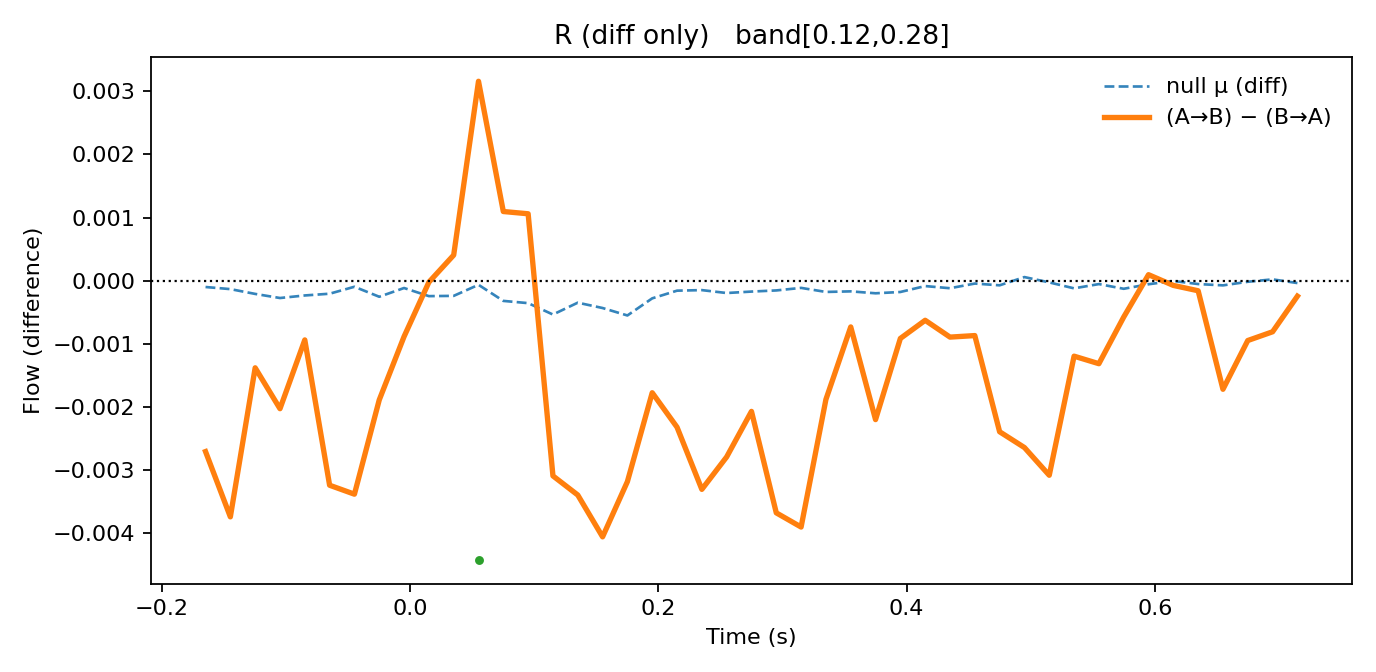 R (diff only)   band[0.12,0.28]
null μ (diff)
(A→B) − (B→A)
Flow (difference)
0.003
0.002
0.001
0.000
−0.001
−0.002
−0.003
−0.004
−0.2
0.0
0.2
0.4
0.6
Time (s)